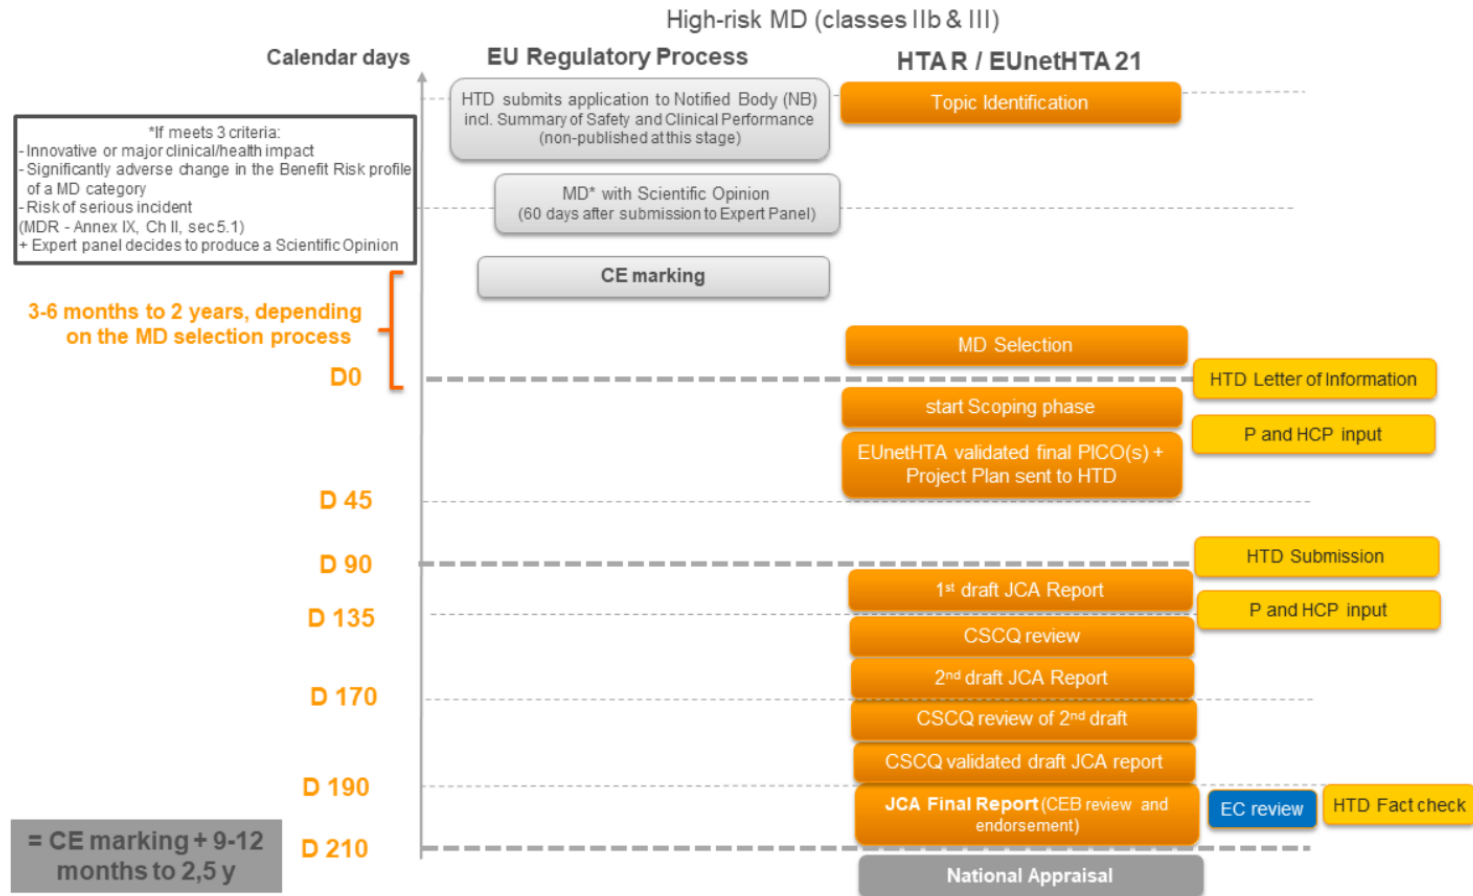 High-risk MD (classes IIb & III)
Calendar days
EU Regulatory Process
HTAR / EUnetHTA 21
HTD submits application to Notified Body (NB)
incl. Summary of Safety and Clinical Performance
(non-published at this stage)
Topic Identification
*If meets 3 criteria:
- Innovative or major clinical/health impact
- Significantly adverse change in the Benefit Risk profile
of a MD category
- Risk of serious incident
(MDR - Annex IX, Ch II, sec 5.1)
+ Expert panel decides to produce a Scientific Opinion
MD* with Scientific Opinion
(60 days after submission to Expert Panel)
CE marking
3-6 months to 2 years, depending
on the MD selection process
MD Selection
D0
HTD Letter of Information
start Scoping phase
P and HCP input
EUnetHTA validated final PICO(s) +
Project Plan sent to HTD
D 45
D 90
HTD Submission
1st draft JCA Report
D 135
P and HCP input
CSCQ review
2nd draft JCA Report
D 170
CSCQ review of 2nd draft
CSCQ validated draft JCA report
D 190
JCA Final Report (CEB review and
endorsement)
EC review
HTD Fact check
= CE marking + 9-12
months to 2,5 y
D 210
National Appraisal